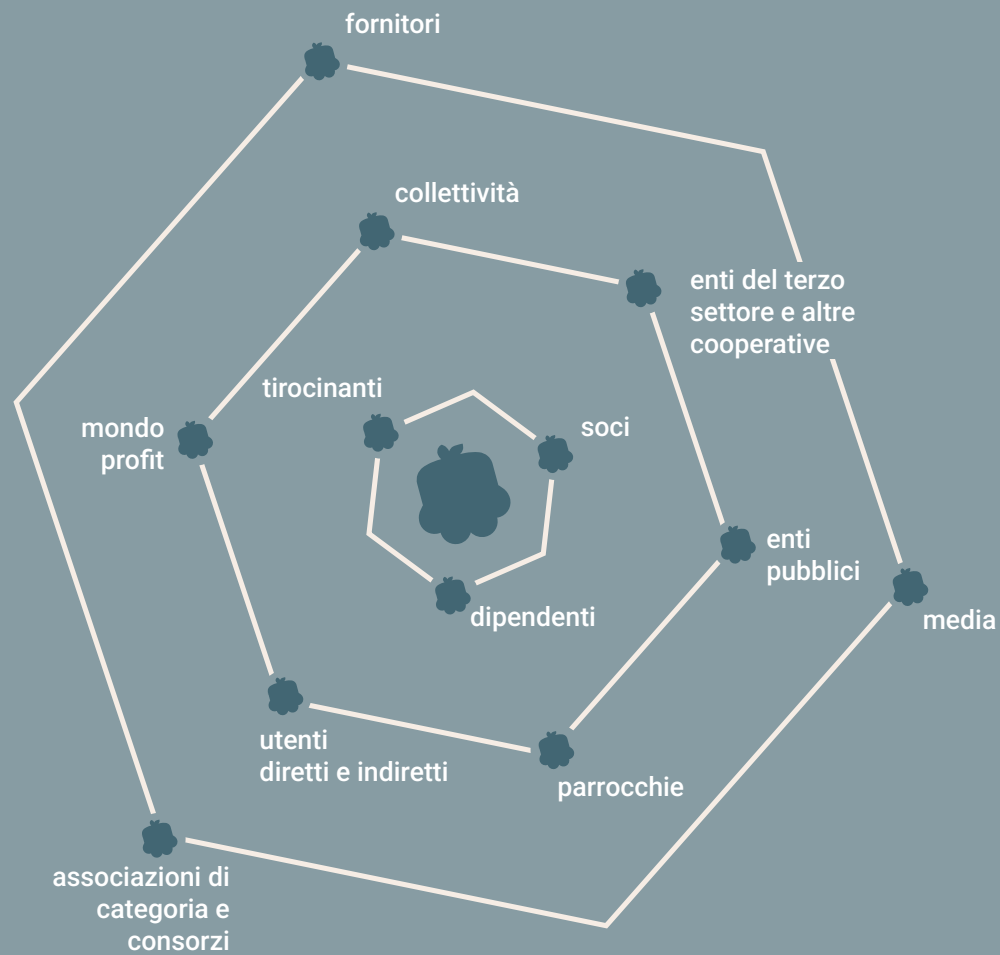 fornitori
collettività
enti del terzo
settore e altre
cooperative
tirocinanti
soci
mondo
profit
enti
pubblici
dipendenti
media
utenti
diretti e indiretti
parrocchie
associazioni di
categoria e
consorzi